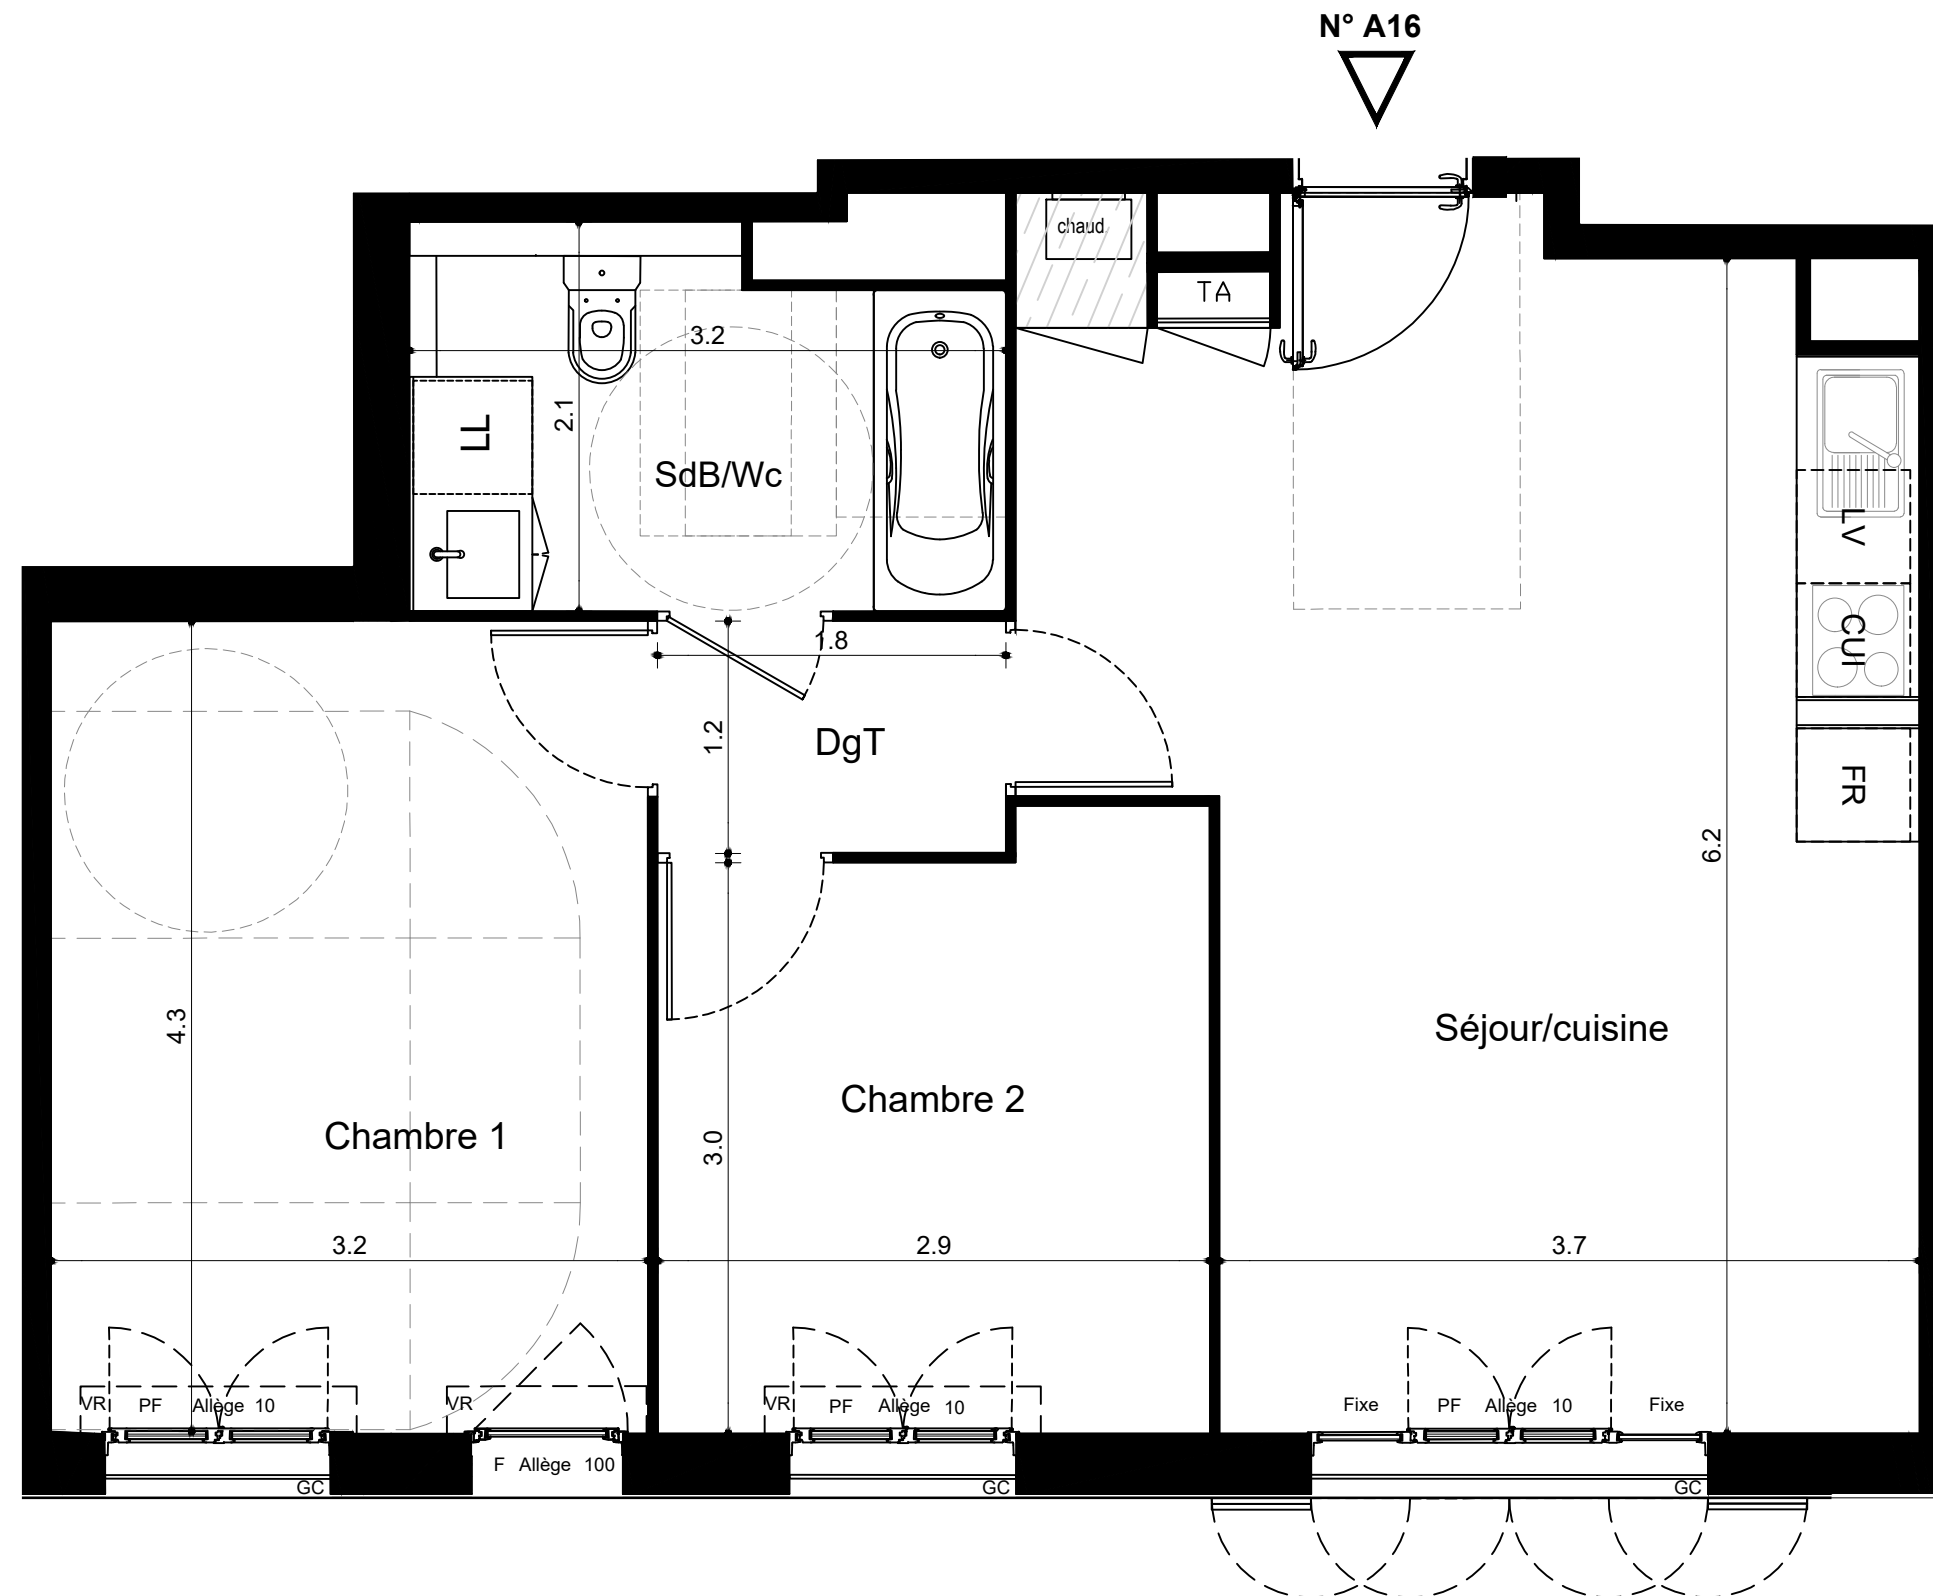 N° A16
chaud.
TA
3.2
2.1
LL
SdB/Wc
LV
1.8
CUI
1.2
DgT
FR
6.2
4.3
Séjour/cuisine
Chambre 2
Chambre 1
3.0
3.2
2.9
3.7
VR PF Allège 10
VR
VR PF Allège 10
Fixe PF Allège 10 Fixe
F Allège 100
GC
GC
GC